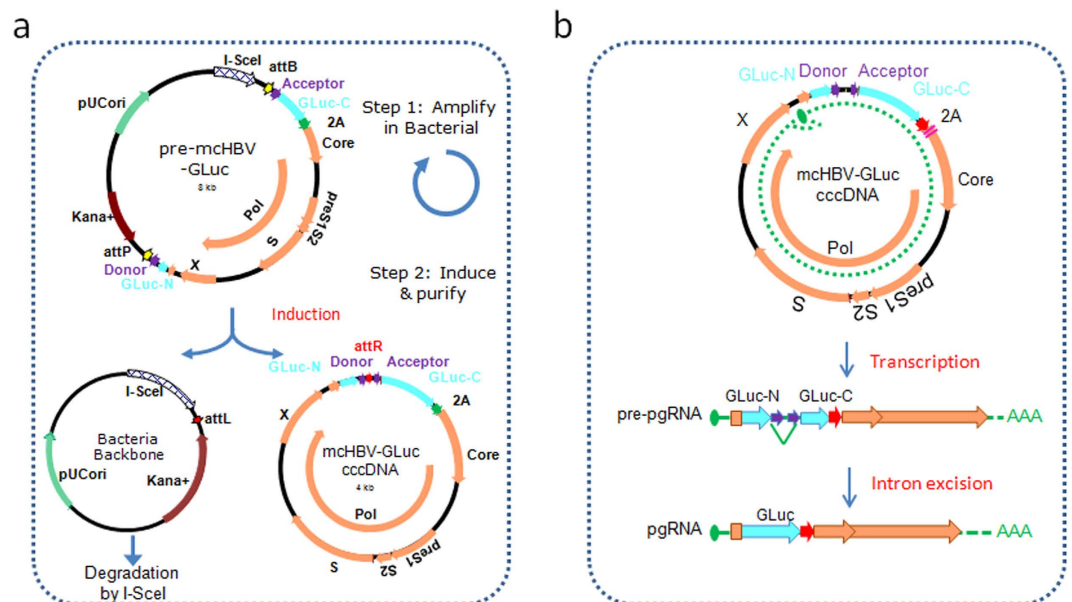 a
I-SceI
attB
Acceptor
GLuc-C
2A
Core
pUCori
pre-mcHBV
-GLuc
8 kb
Pol
preS1S2
S
X
Kana+
attP
Donor
GLuc-N
Step 1: Amplify
in Bacterial
Step 2: Induce
& purify
Induction
I-SceI
attL
Bacteria
Backbone
pUCori
Kana+
Degradation
by I-SceI
attR
GLuc-N
Donor
Acceptor
GLuc-C
2A
X
Core
mcHBV-GLuc
cccDNA
4 kb
Pol
preS1
S2
S
b
GLuc-N
Donor
Acceptor
GLuc-C
2A
X
Core
mcHBV-GLuc
cccDNA
Pol
preS1
S2
S
Transcription
pre-pgRNA
GLuc-N
GLuc-C
AAA
Intron excision
pgRNA
GLuc
AAA